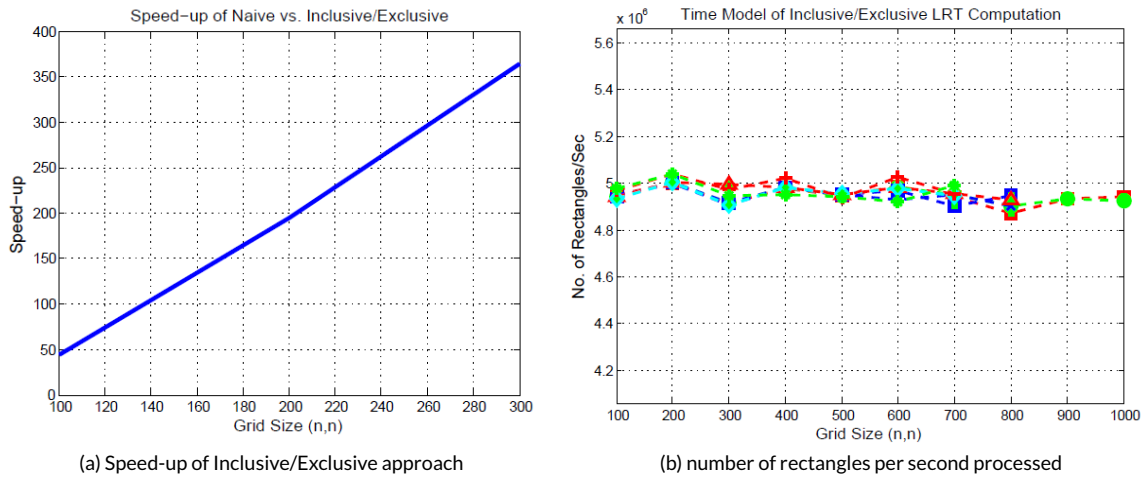 Speed-up of Naive vs. Inclusive/Exclusive
400
350
300
250
200
150
100
50
0
Speed-up
100 120 140 160 180 200 220 240 260 280 300
Grid Size (n,n)
(a) Speed-up of Inclusive/Exclusive approach
Time Model of Inclusive/Exclusive LRT Computation
x 10⁶
5.6
5.4
5.2
5.0
4.8
4.6
4.4
4.2
No. of Rectangles/Sec
100 200 300 400 500 600 700 800 900 1000
Grid Size (n,n)
(b) number of rectangles per second processed